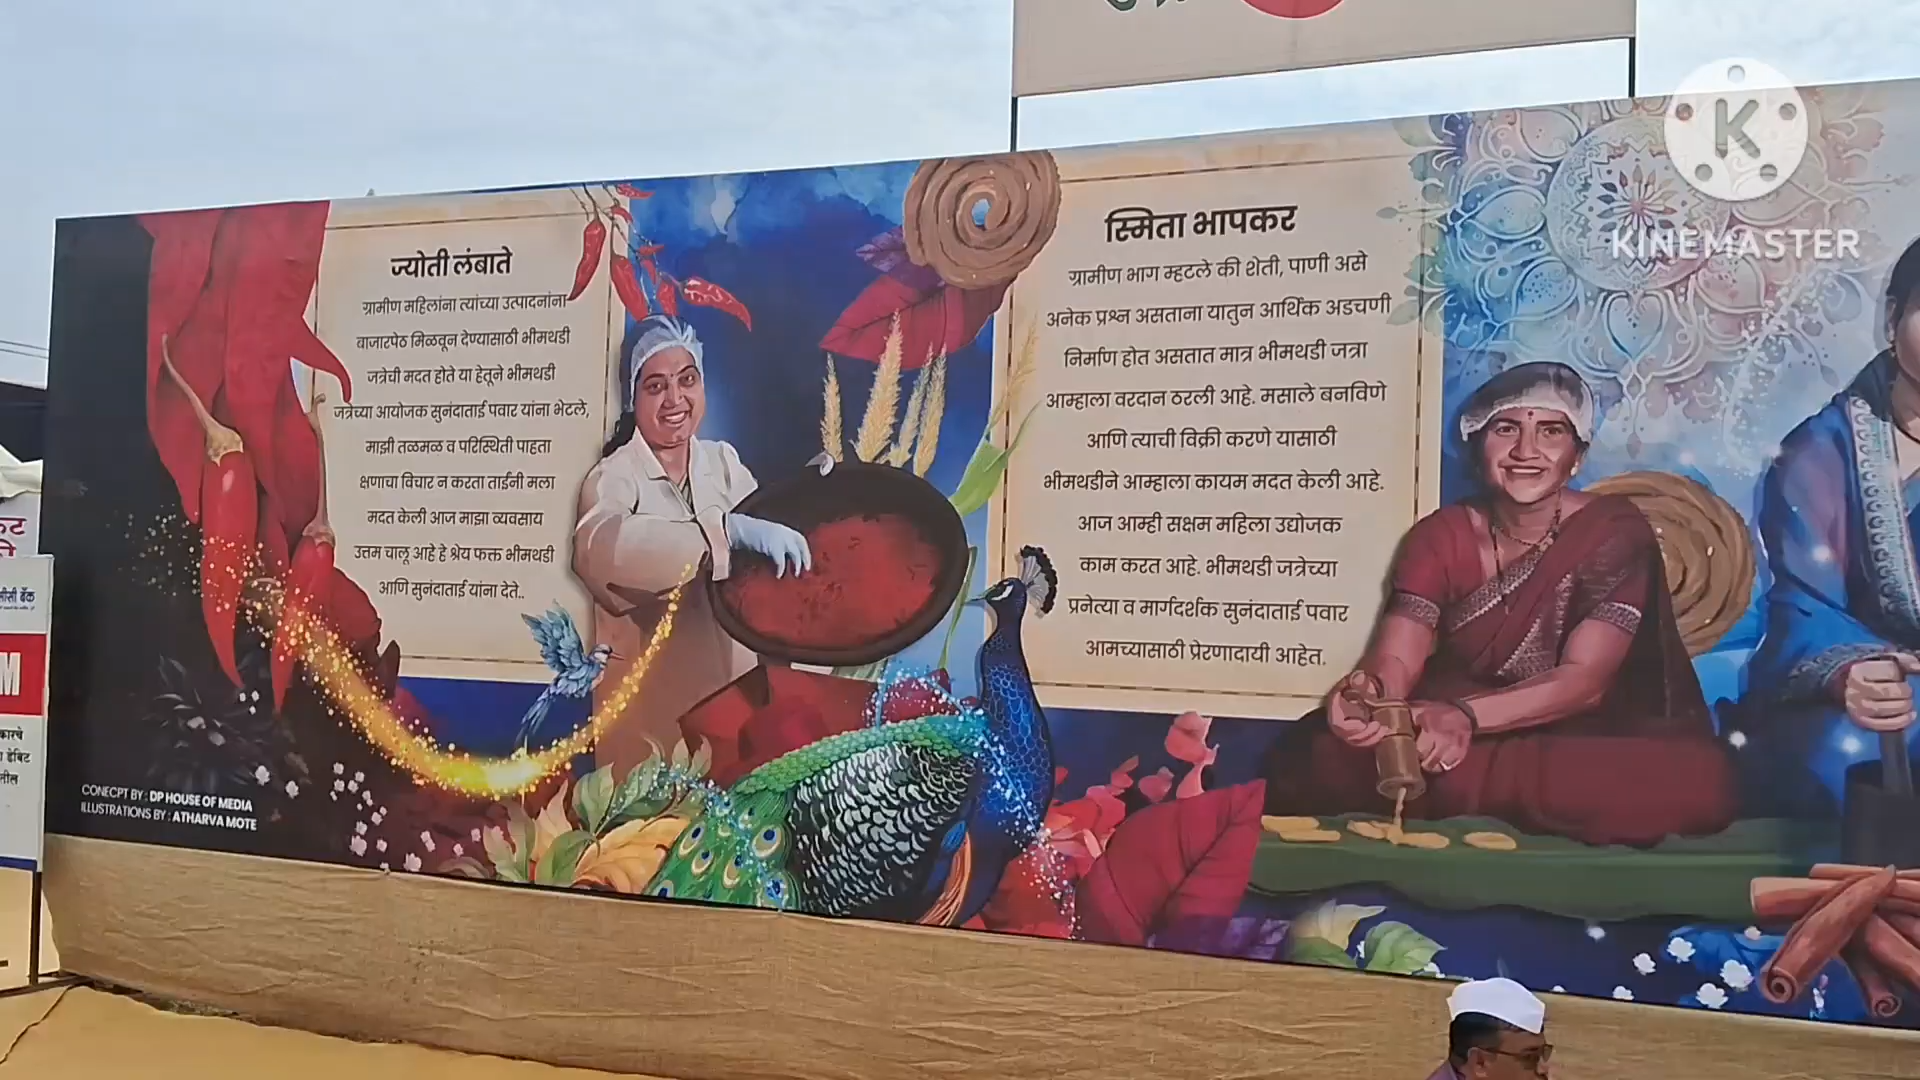 ज्योती लंबाते
ग्रामीण महिलांना त्यांच्या उत्पादनांना
बाजारपेठ मिळवून देण्यासाठी भीमथडी
जत्रेची मदत होते या हेतूने भीमथडी
जत्रेच्या आयोजक सुनंदाताई पवार यांना भेटले,
माझी तळमळ व परिस्थिती पाहता
क्षणाचा विचार न करता ताईंनी मला
मदत केली आज माझा व्यवसाय
उत्तम चालू आहे हे श्रेय फक्त भीमथडी
आणि सुनंदाताई यांना देते..
स्मिता भापकर
ग्रामीण भाग म्हटले की शेती, पाणी असे
अनेक प्रश्न असताना यातुन आर्थिक अडचणी
निर्माण होत असतात मात्र भीमथडी जत्रा
आम्हाला वरदान ठरली आहे. मसाले बनविणे
आणि त्याची विक्री करणे यासाठी
भीमथडीने आम्हाला कायम मदत केली आहे.
आज आम्ही सक्षम महिला उद्योजक
काम करत आहे. भीमथडी जत्रेच्या
प्रनेत्या व मार्गदर्शक सुनंदाताई पवार
आमच्यासाठी प्रेरणादायी आहेत.
K
KINEMASTER
CONECPT BY : DP HOUSE OF MEDIA
ILLUSTRATIONS BY : ATHARVA MOTE
बँक
M
डेबिट